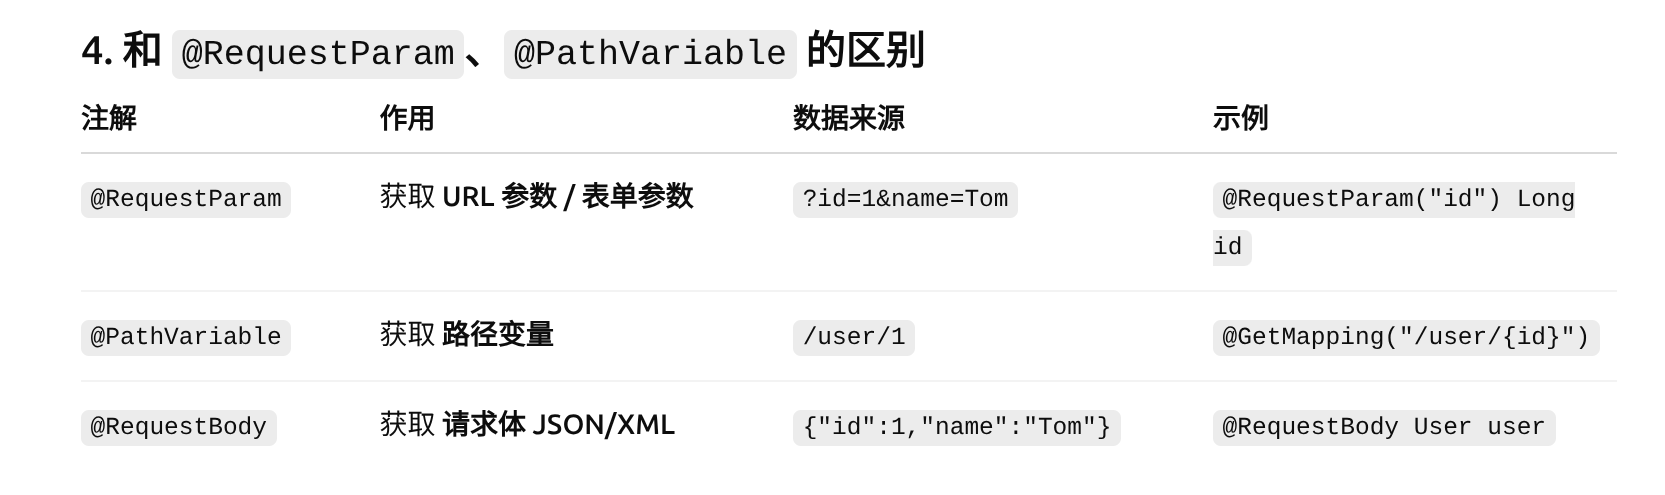 4. 和 @RequestParam、@PathVariable 的区别
注解 作用 数据来源 示例
@RequestParam 获取 URL 参数 / 表单参数 ?id=1&name=Tom @RequestParam("id") Long
id
@PathVariable 获取 路径变量 /user/1 @GetMapping("/user/{id}")
@RequestBody 获取 请求体 JSON/XML {"id":1,"name":"Tom"} @RequestBody User user